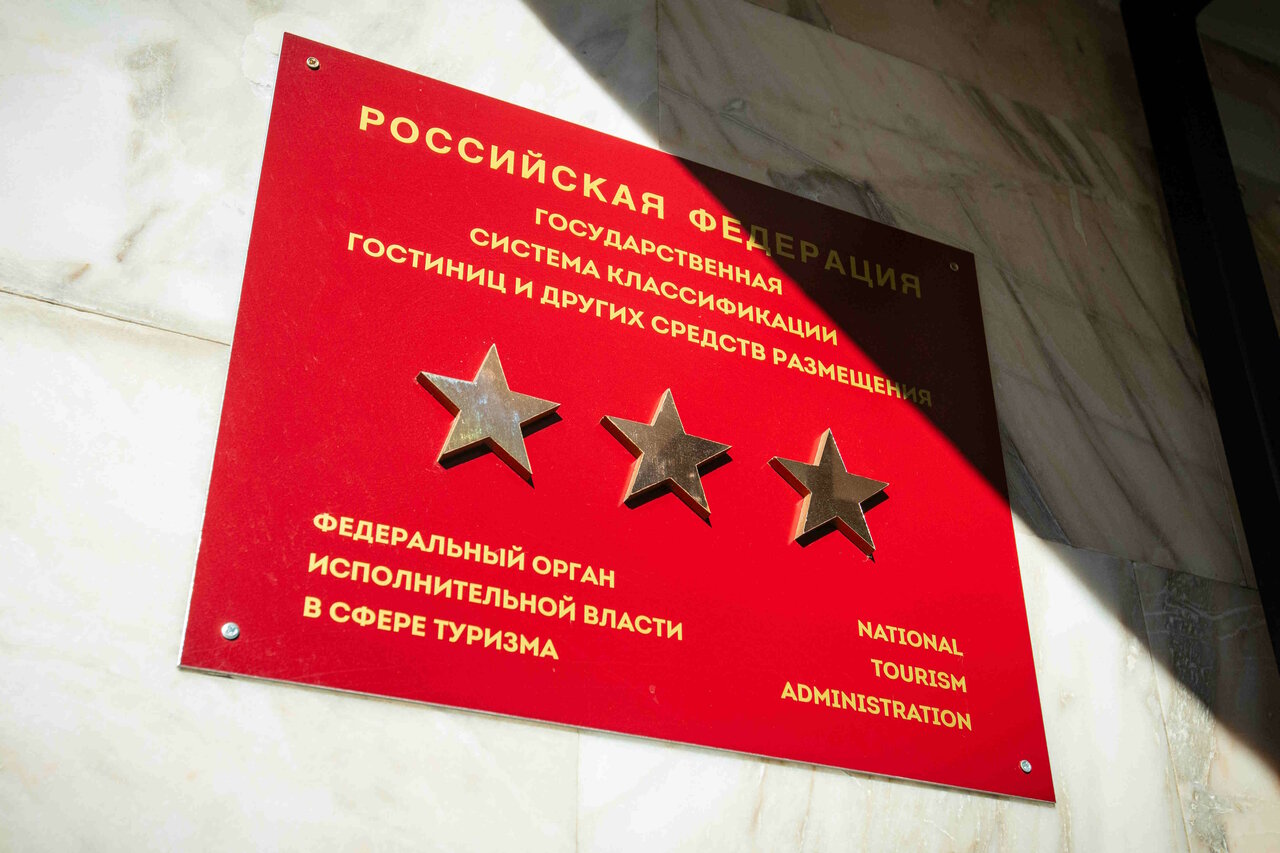 РОССИЙСКАЯ ФЕДЕРАЦИЯ
ГОСУДАРСТВЕННАЯ
СИСТЕМА КЛАССИФИКАЦИИ
ГОСТИНИЦ И ДРУГИХ СРЕДСТВ РАЗМЕЩЕНИЯ
ФЕДЕРАЛЬНЫЙ ОРГАН
ИСПОЛНИТЕЛЬНОЙ ВЛАСТИ
В СФЕРЕ ТУРИЗМА
NATIONAL
TOURISM
ADMINISTRATION